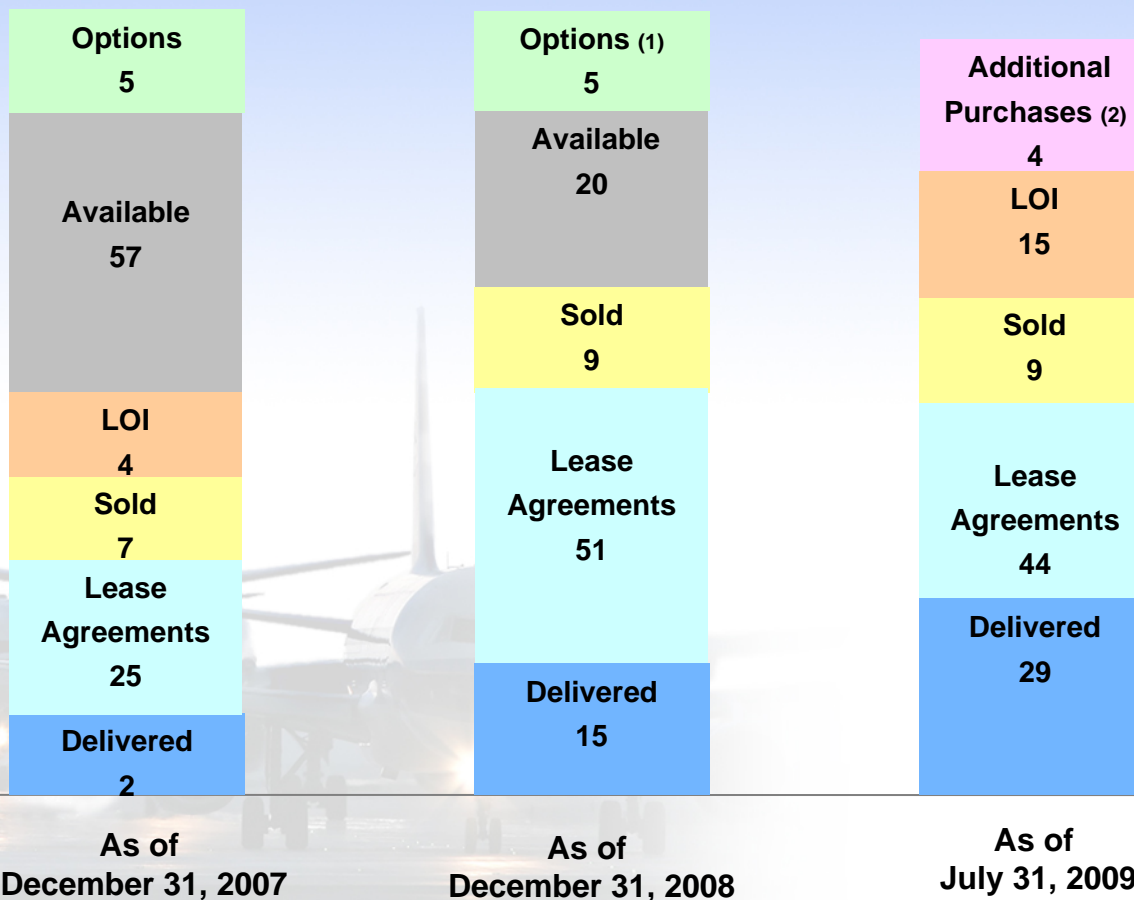 Options
5
Available
57
LOI
4
Sold
7
Lease
Agreements
25
Delivered
2
As of
December 31, 2007
Options (1)
5
Available
20
Sold
9
Lease
Agreements
51
Delivered
15
As of
December 31, 2008
Additional
Purchases (2)
4
LOI
15
Sold
9
Lease
Agreements
44
Delivered
29
As of
July 31, 2009